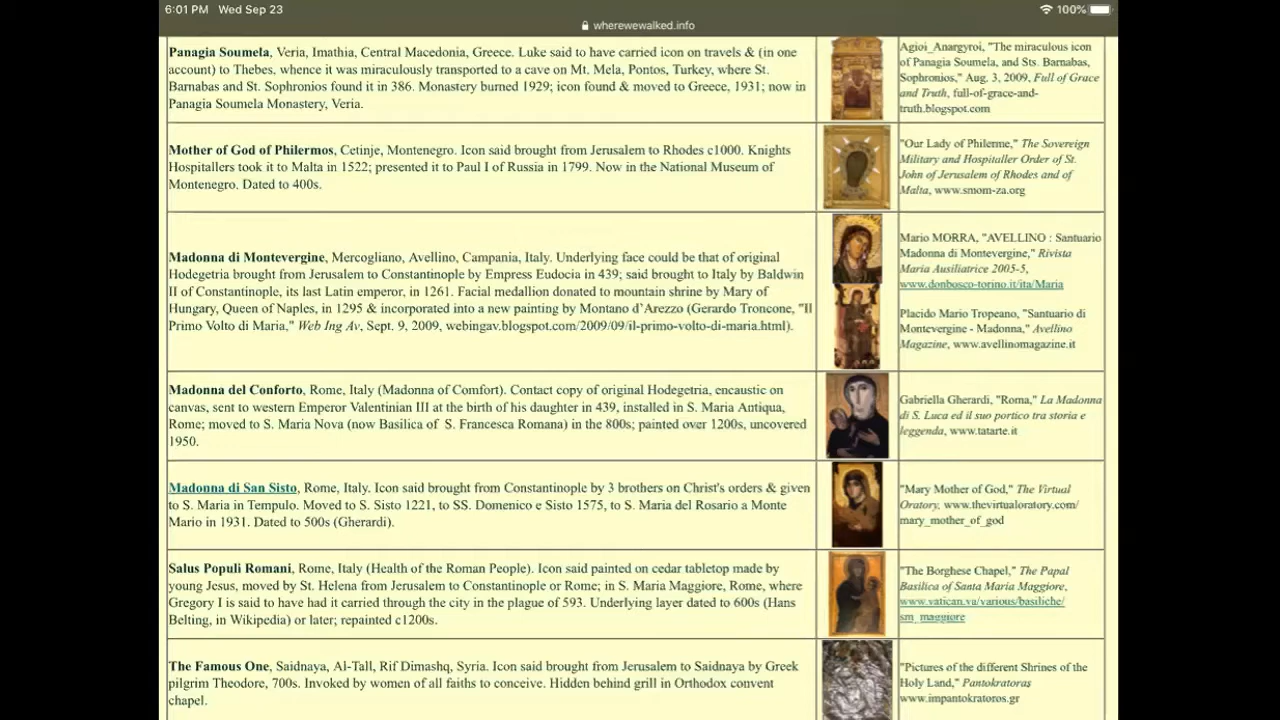 6:01 PM Wed Sep 23
100%
wherewewalked.info
Panagia Soumela, Veria, Imathia, Central Macedonia, Greece. Luke said to have carried icon on travels & (in one
account) to Thebes, whence it was miraculously transported to a cave on Mt. Mela, Pontos, Turkey, where St.
Barnabas and St. Sophronios found it in 386. Monastery burned 1929; icon found & moved to Greece, 1931; now in
Panagia Soumela Monastery, Veria.
Agioi_Anargyroi, "The miraculous icon
of Panagia Soumela, and Sts. Barnabas,
Sophronios," Aug. 3, 2009, Full of Grace
and Truth, full-of-grace-and-
truth.blogspot.com
Mother of God of Philermos, Cetinje, Montenegro. Icon said brought from Jerusalem to Rhodes c1000. Knights
Hospitallers took it to Malta in 1522; presented it to Paul I of Russia in 1799. Now in the National Museum of
Montenegro. Dated to 400s.
"Our Lady of Philerme," The Sovereign
Military and Hospitaller Order of St.
John of Jerusalem of Rhodes and of
Malta, www.smom-za.org
Madonna di Montevergine, Mercogliano, Avellino, Campania, Italy. Underlying face could be that of original
Hodegetria brought from Jerusalem to Constantinople by Empress Eudocia in 439; said brought to Italy by Baldwin
II of Constantinople, its last Latin emperor, in 1261. Facial medallion donated to mountain shrine by Mary of
Hungary, Queen of Naples, in 1295 & incorporated into a new painting by Montano d'Arezzo (Gerardo Troncone, "Il
Primo Volto di Maria," Web Ing Av, Sept. 9, 2009, webingav.blogspot.com/2009/09/il-primo-volto-di-maria.html).
Mario MORRA, "AVELLINO : Santuario
Madonna di Montevergine," Rivista
Maria Ausiliatrice 2005-5,
www.donbosco-torino.it/ita/Maria
Placido Mario Tropeano, "Santuario di
Montevergine - Madonna," Avellino
Magazine, www.avellinomagazine.it
Madonna del Conforto, Rome, Italy (Madonna of Comfort). Contact copy of original Hodegetria, encaustic on
canvas, sent to western Emperor Valentinian III at the birth of his daughter in 439, installed in S. Maria Antiqua,
Rome; moved to S. Maria Nova (now Basilica of S. Francesca Romana) in the 800s; painted over 1200s, uncovered
1950.
Gabriella Gherardi, "Roma," La Madonna
di S. Luca ed il suo portico tra storia e
leggenda, www.tatarte.it
Madonna di San Sisto, Rome, Italy. Icon said brought from Constantinople by 3 brothers on Christ's orders & given
to S. Maria in Tempulo. Moved to S. Sisto 1221, to SS. Domenico e Sisto 1575, to S. Maria del Rosario a Monte
Mario in 1931. Dated to 500s (Gherardi).
"Mary Mother of God," The Virtual
Oratory, www.thevirtualoratory.com/
mary_mother_of_god
Salus Populi Romani, Rome, Italy (Health of the Roman People). Icon said painted on cedar tabletop made by
young Jesus, moved by St. Helena from Jerusalem to Constantinople or Rome; in S. Maria Maggiore, Rome, where
Gregory I is said to have had it carried through the city in the plague of 593. Underlying layer dated to 600s (Hans
Belting, in Wikipedia) or later; repainted c1200s.
"The Borghese Chapel," The Papal
Basilica of Santa Maria Maggiore,
www.vatican.va/various/basiliche/
sm_maggiore
The Famous One, Saidnaya, Al-Tall, Rif Dimashq, Syria. Icon said brought from Jerusalem to Saidnaya by Greek
pilgrim Theodore, 700s. Invoked by women of all faiths to conceive. Hidden behind grill in Orthodox convent
chapel.
"Pictures of the different Shrines of the
Holy Land," Pantokratoras
www.impantokratoros.gr